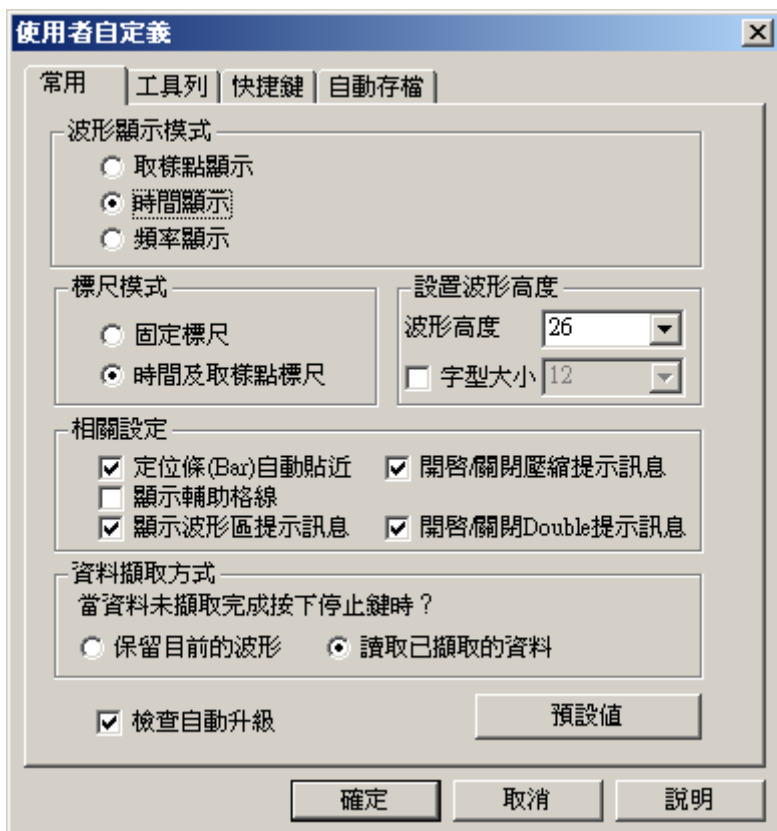 使用者自定義
常用 工具列 快捷鍵 自動存檔
波形顯示模式
取樣點顯示
時間顯示
頻率顯示
標尺模式
固定標尺
時間及取樣點標尺
設置波形高度
波形高度 26
字型大小 12
相關設定
定位條(Bar)自動貼近 開啓/關閉壓縮提示訊息
顯示輔助格線
顯示波形區提示訊息 開啓/關閉Double提示訊息
資料擷取方式
當資料未擷取完成按下停止鍵時？
保留目前的波形 讀取已擷取的資料
檢查自動升級 預設值
確定 取消 說明